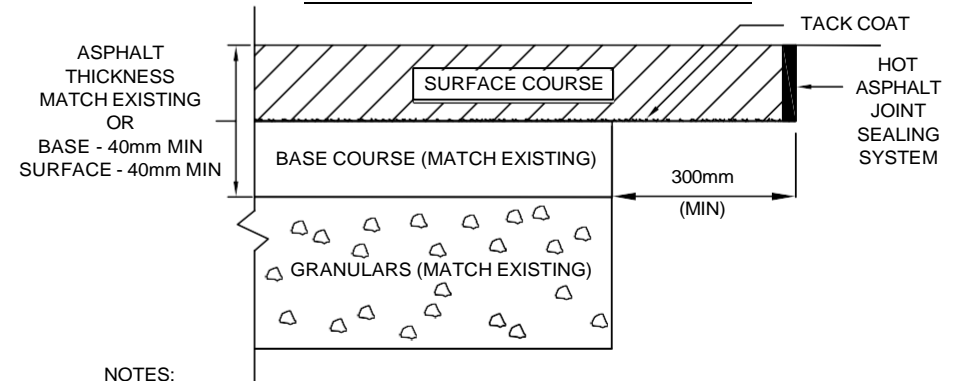 TACK COAT
ASPHALT
THICKNESS
MATCH EXISTING
OR
BASE - 40mm MIN
SURFACE - 40mm MIN
SURFACE COURSE
HOT
ASPHALT
JOINT
SEALING
SYSTEM
BASE COURSE (MATCH EXISTING)
300mm
(MIN)
GRANULARS (MATCH EXISTING)
NOTES: